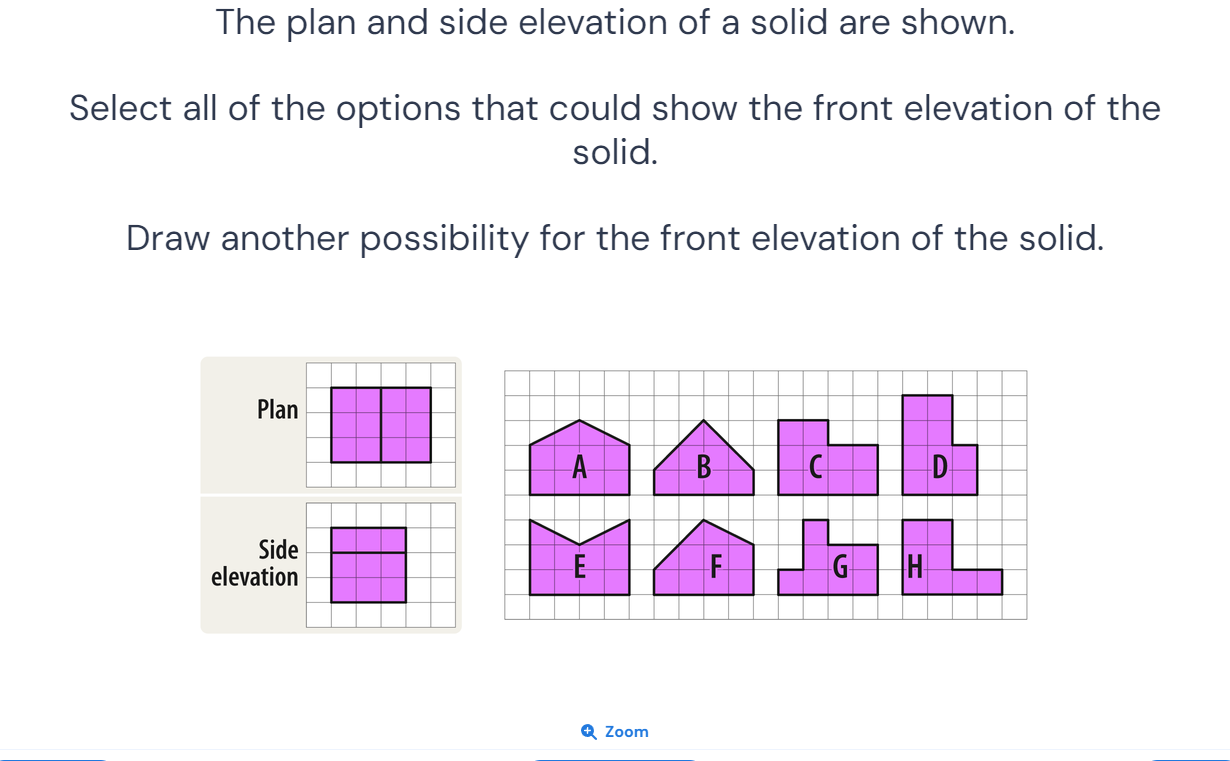 The plan and side elevation of a solid are shown.
Select all of the options that could show the front elevation of the
solid.
Draw another possibility for the front elevation of the solid.
Plan
Side
elevation
A B C D
E F G H
Zoom